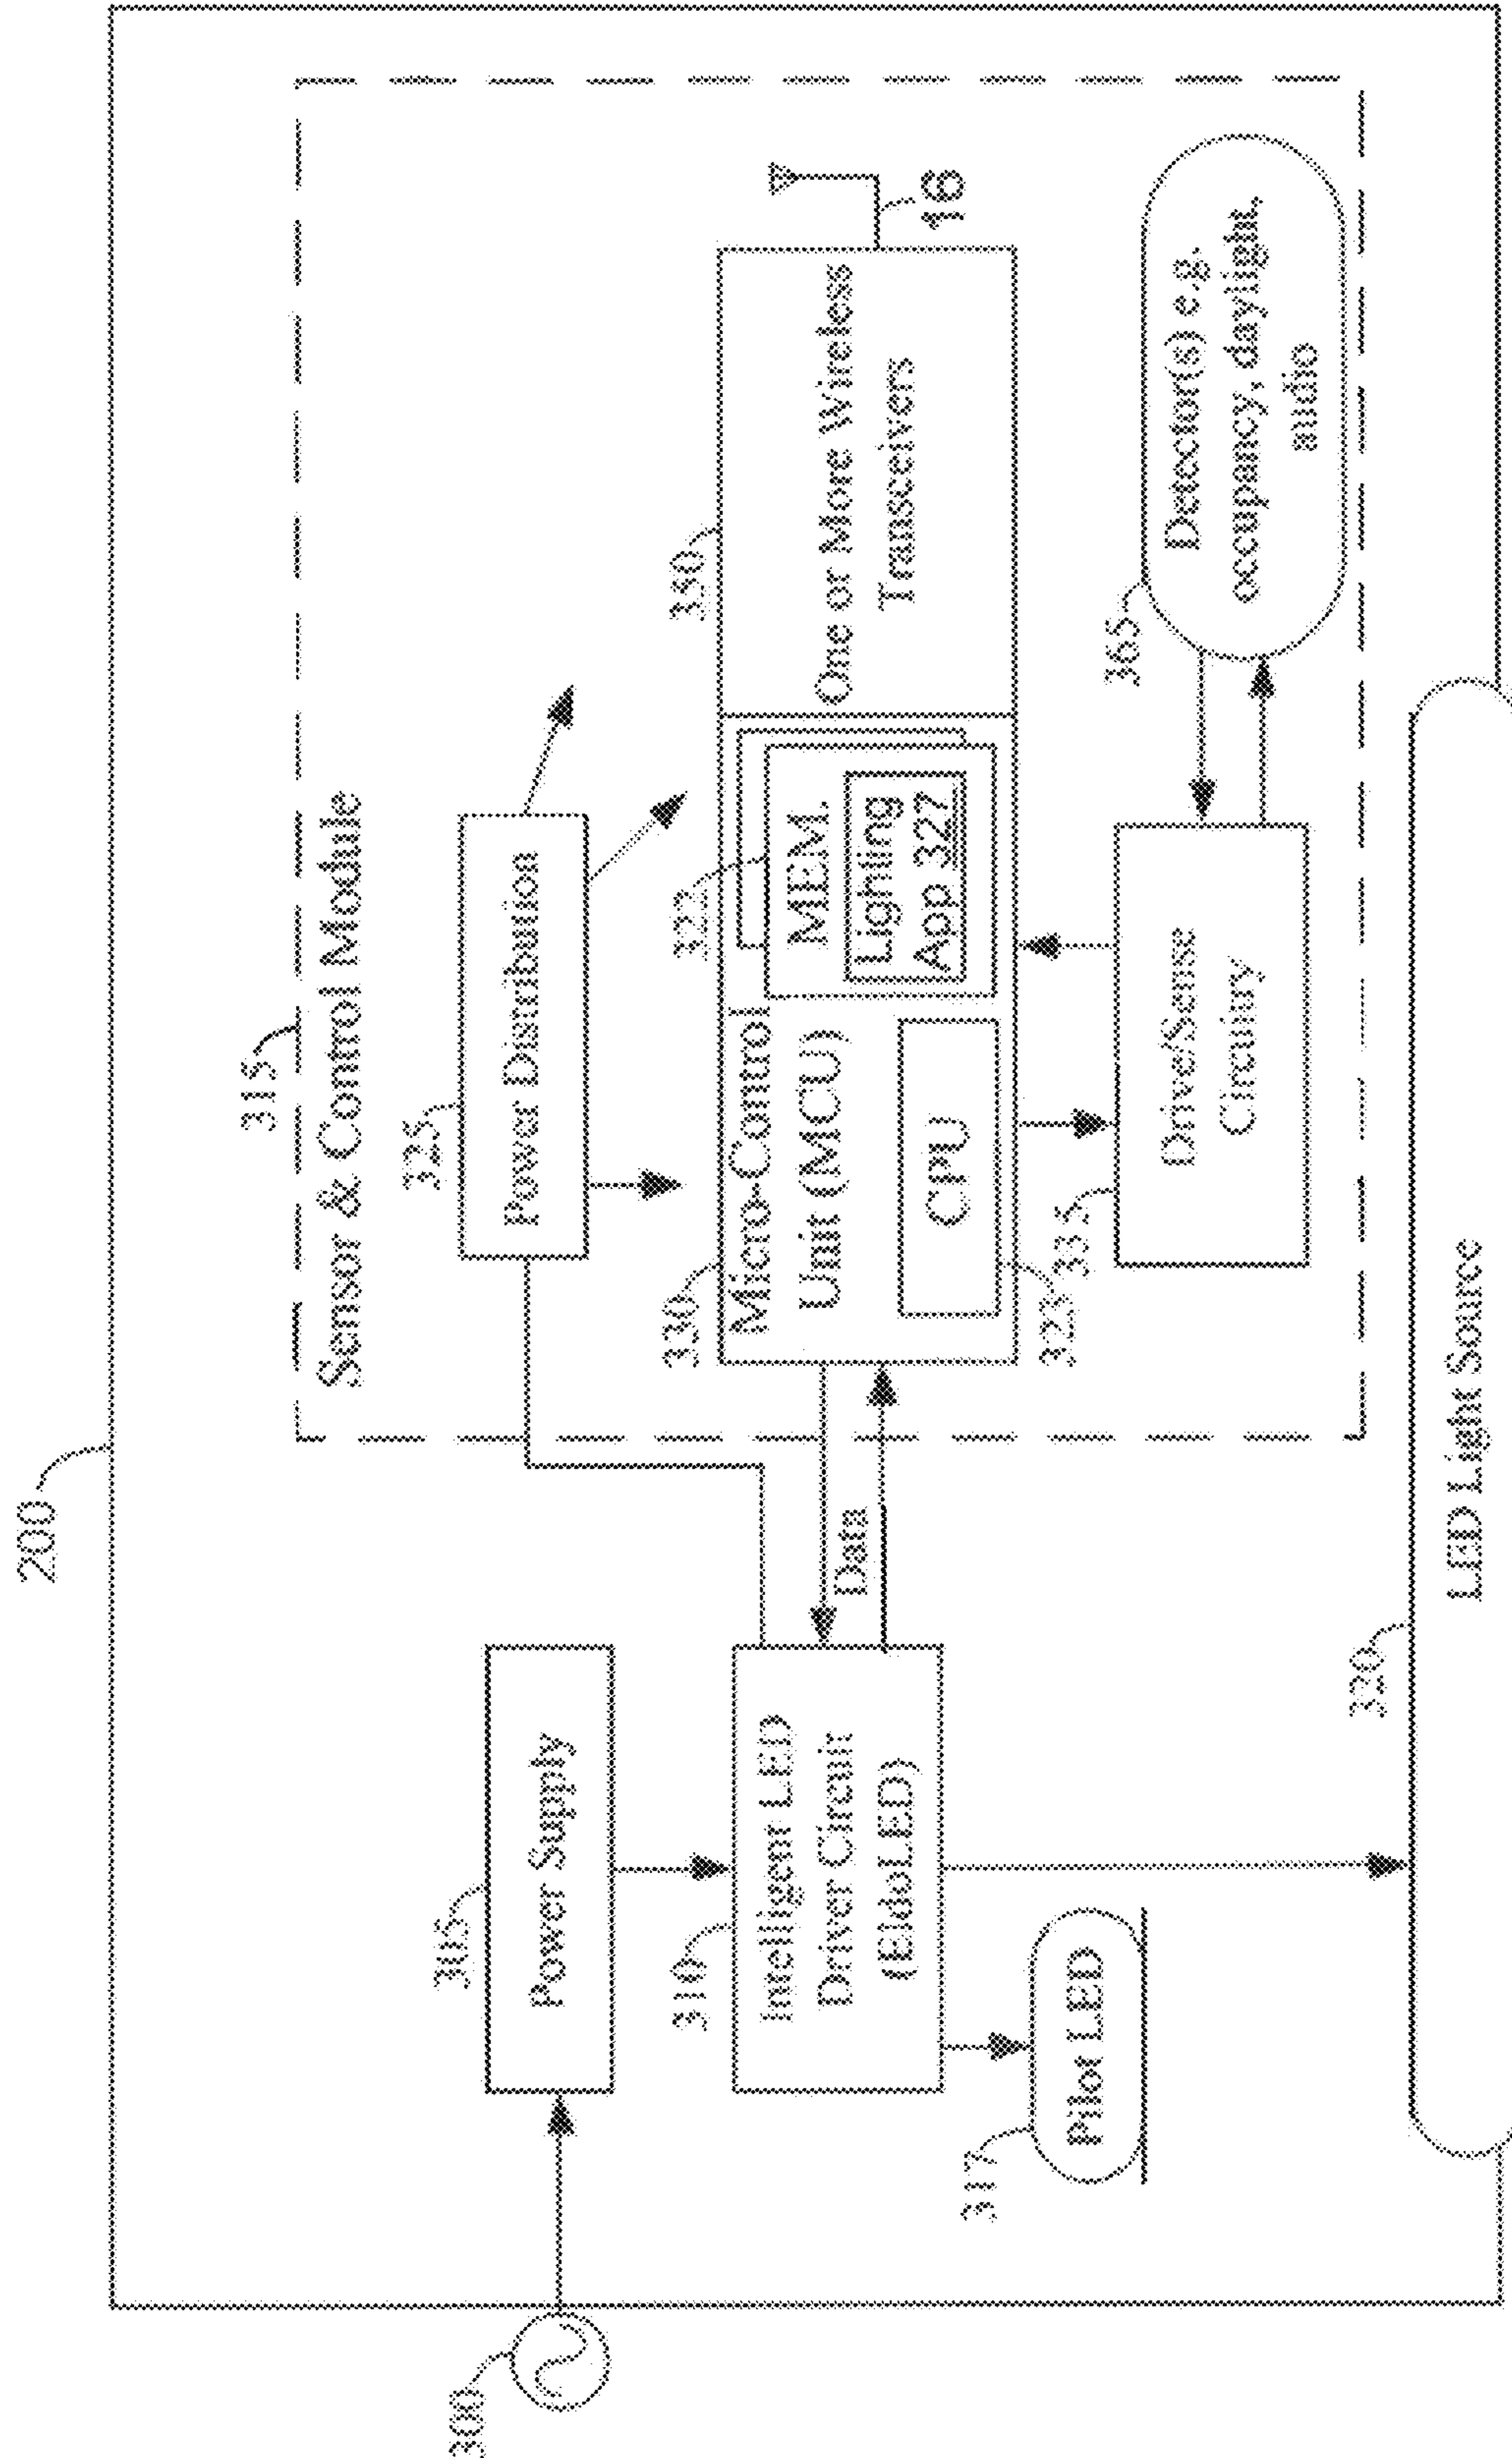 200
315
Sensor & Control Module
300
305
Power Supply
325
Power Distribution
310
Intelligent LED
Driver Circuit
(EldoLED)
Data
330
Micro-Control
Unit (MCU)
322
MEM.
Lighting
App 327
CPU
323
350
One or More Wireless
Transceivers
16
317
Pilot LED
335
Drive/Sense
Circuitry
365
Detector(s) e.g.
occupancy, daylight,
audio
320
LED Light Source